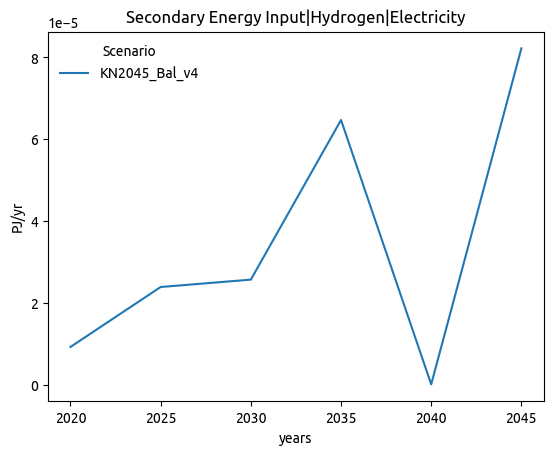 Secondary Energy Input|Hydrogen|Electricity
1e−5
Scenario
KN2045_Bal_v4
8
6
4
2
0
PJ/yr
2020 2025 2030 2035 2040 2045
years